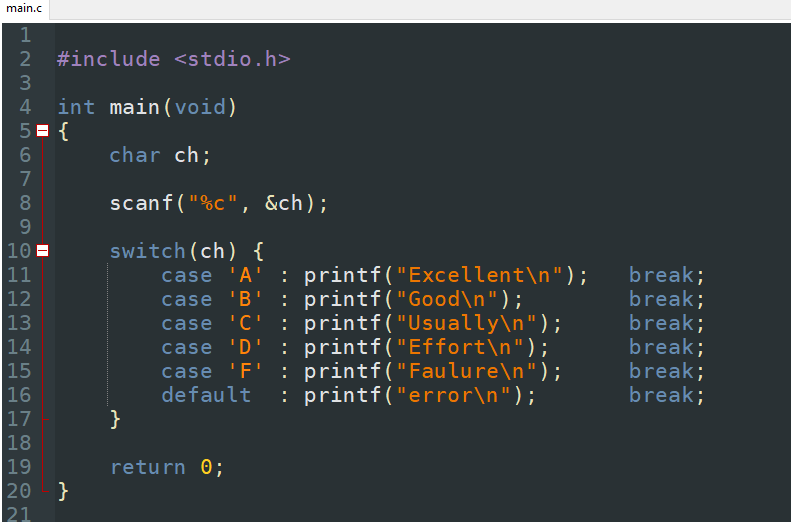 main.c
1
2 #include <stdio.h>
3
4 int main(void)
5 {
6     char ch;
7
8     scanf("%c", &ch);
9
10     switch(ch) {
11         case 'A' : printf("Excellent\n");   break;
12         case 'B' : printf("Good\n");        break;
13         case 'C' : printf("Usually\n");     break;
14         case 'D' : printf("Effort\n");      break;
15         case 'F' : printf("Faulure\n");     break;
16         default  : printf("error\n");       break;
17     }
18
19     return 0;
20 }
21